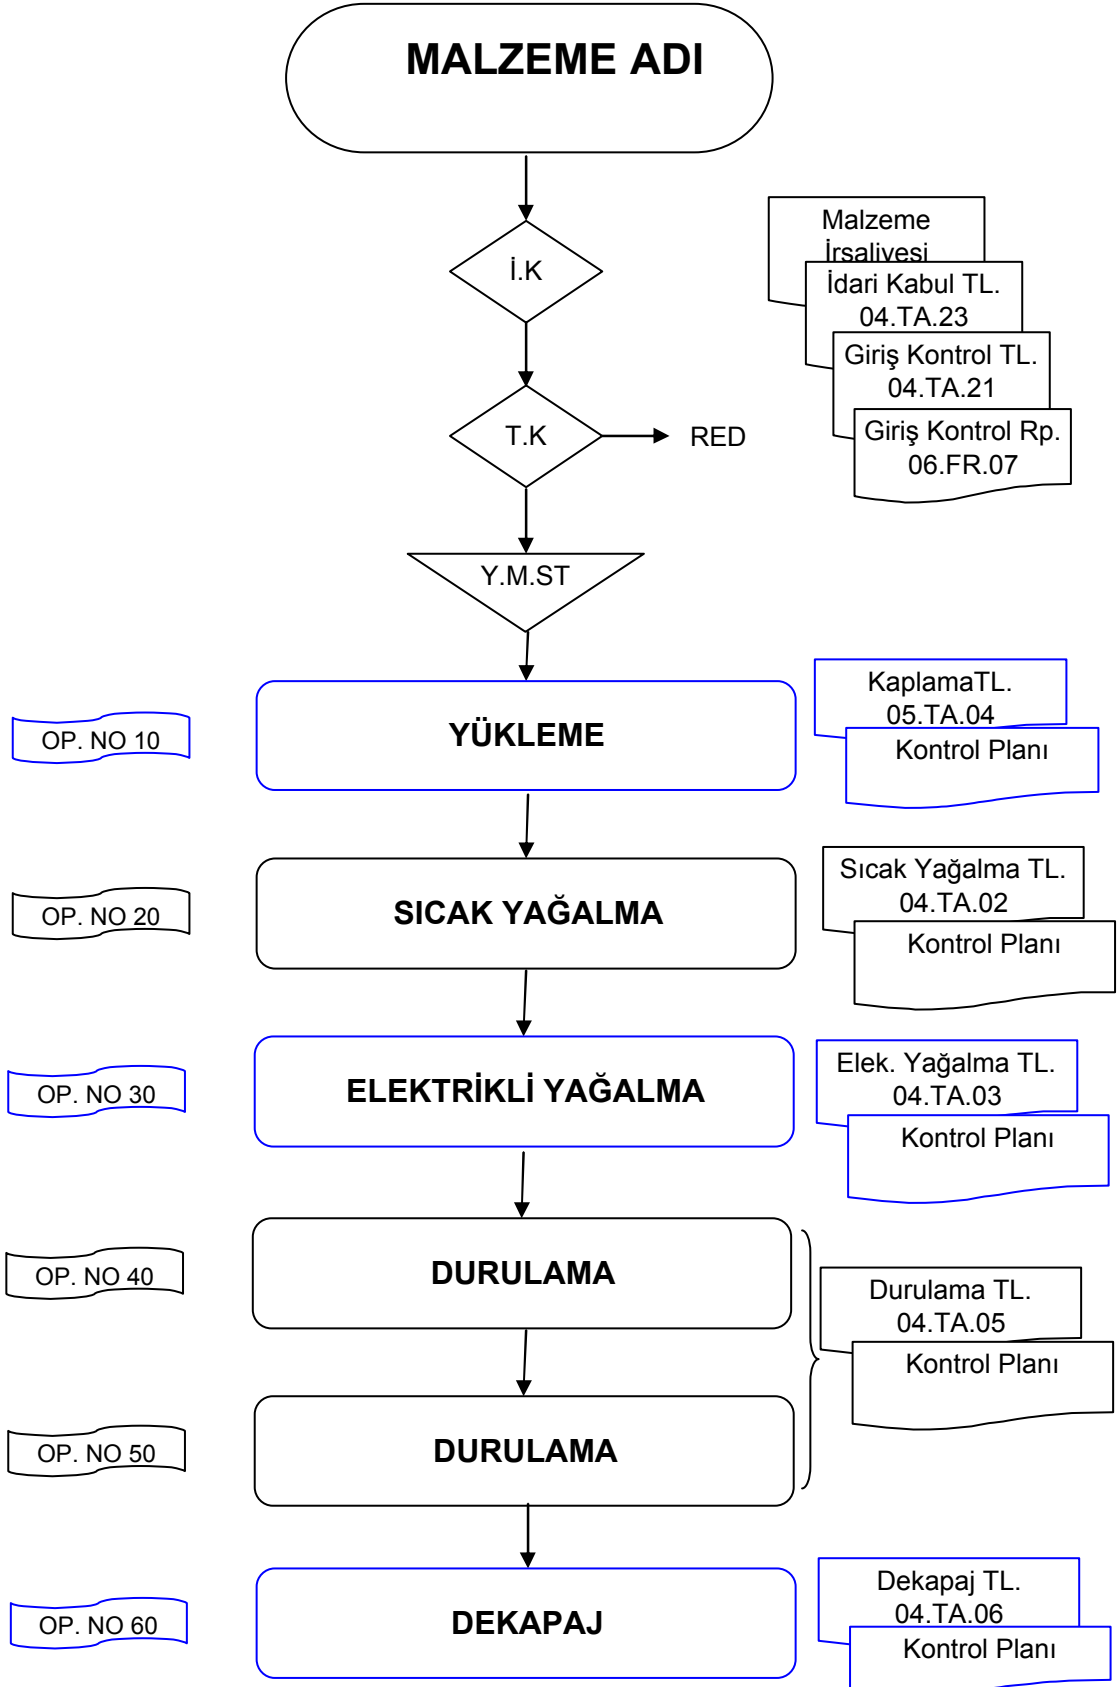 MALZEME ADI
İ.K
Malzeme
İrsaliyesi
İdari Kabul TL.
04.TA.23
Giriş Kontrol TL.
04.TA.21
Giriş Kontrol Rp.
06.FR.07
T.K
RED
Y.M.ST
OP. NO 10
YÜKLEME
KaplamaTL.
05.TA.04
Kontrol Planı
OP. NO 20
SICAK YAĞALMA
Sıcak Yağalma TL.
04.TA.02
Kontrol Planı
OP. NO 30
ELEKTRİKLİ YAĞALMA
Elek. Yağalma TL.
04.TA.03
Kontrol Planı
OP. NO 40
DURULAMA
Durulama TL.
04.TA.05
Kontrol Planı
OP. NO 50
DURULAMA
OP. NO 60
DEKAPAJ
Dekapaj TL.
04.TA.06
Kontrol Planı